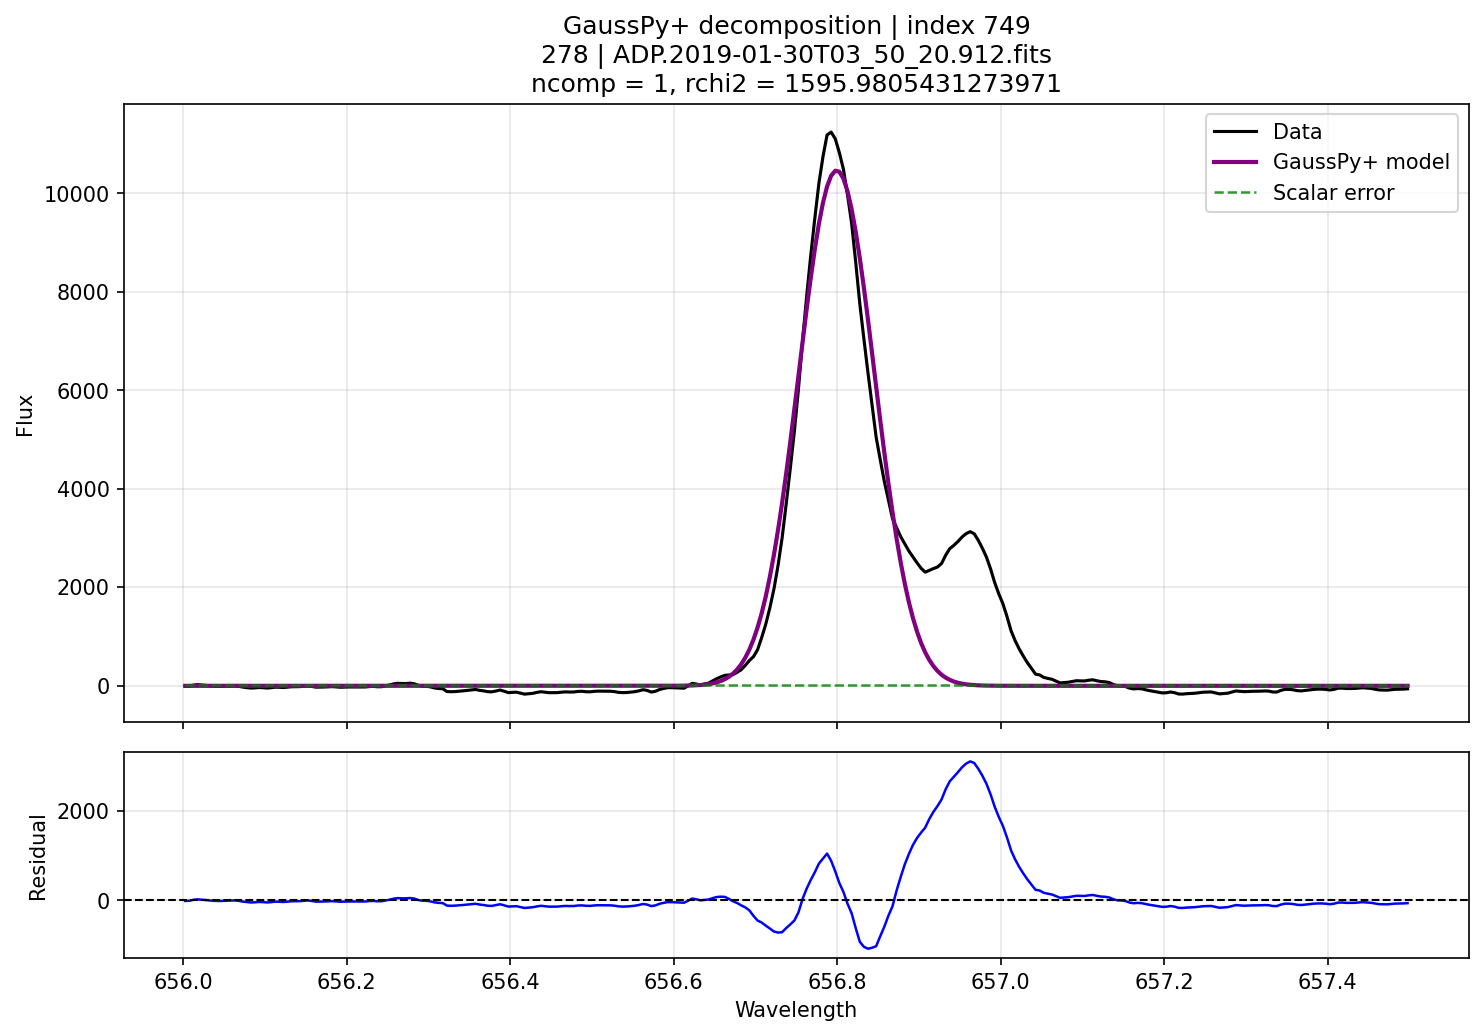 GaussPy+ decomposition | index 749
278 | ADP.2019-01-30T03_50_20.912.fits
ncomp = 1, rchi2 = 1595.9805431273971
Data
GaussPy+ model
Scalar error
Flux
10000
8000
6000
4000
2000
0
Residual
2000
0
656.0 656.2 656.4 656.6 656.8 657.0 657.2 657.4
Wavelength